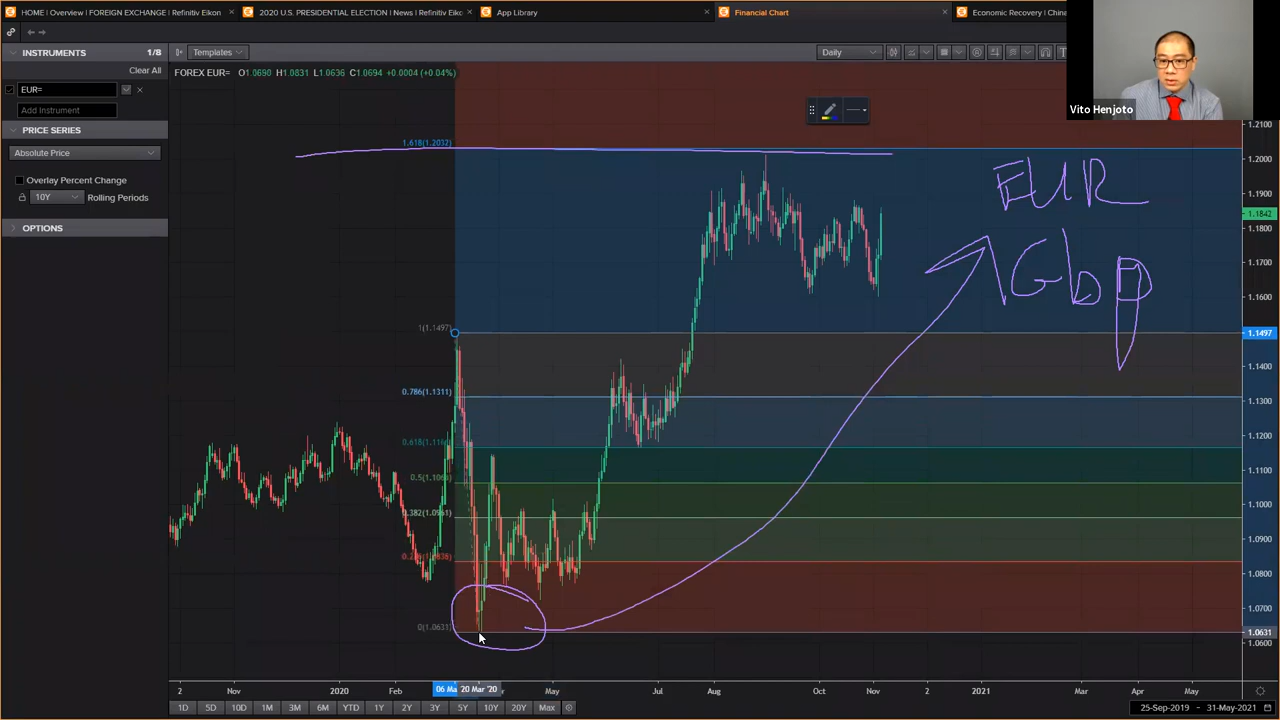 HOME | Overview | FOREIGN EXCHANGE | Refinitiv Eikon
2020 U.S. PRESIDENTIAL ELECTION | News | Refinitiv Eiko
App Library
Financial Chart
Economic Recovery | China
INSTRUMENTS 1/8
Clear All
EUR=
Add Instrument
PRICE SERIES
Absolute Price
Overlay Percent Change
10Y Rolling Periods
OPTIONS
Templates
Daily
Vito Henjoto
FOREX EUR= O1.0690 H1.0831 L1.0636 C1.0694 +0.0004 (+0.04%)
1.618(1.2037)
1(1.1497)
0.786(1.1311)
0.5(1.1064)
0.382(1.0961)
0(1.0631)
EUR
Gbp
1.2100
1.2000
1.1900
1.1842
1.1800
1.1700
1.1600
1.1497
1.1400
1.1300
1.1200
1.1100
1.1000
1.0900
1.0800
1.0700
1.0631
1.0600
2 Nov 2020 Feb 06 Ma 20 Mar '20 May Jul Aug Oct Nov 2 2021 Mar Apr May
1D 5D 10D 1M 3M 6M YTD 1Y 2Y 3Y 5Y 10Y 20Y Max
25-Sep-2019 › 31-May-2021